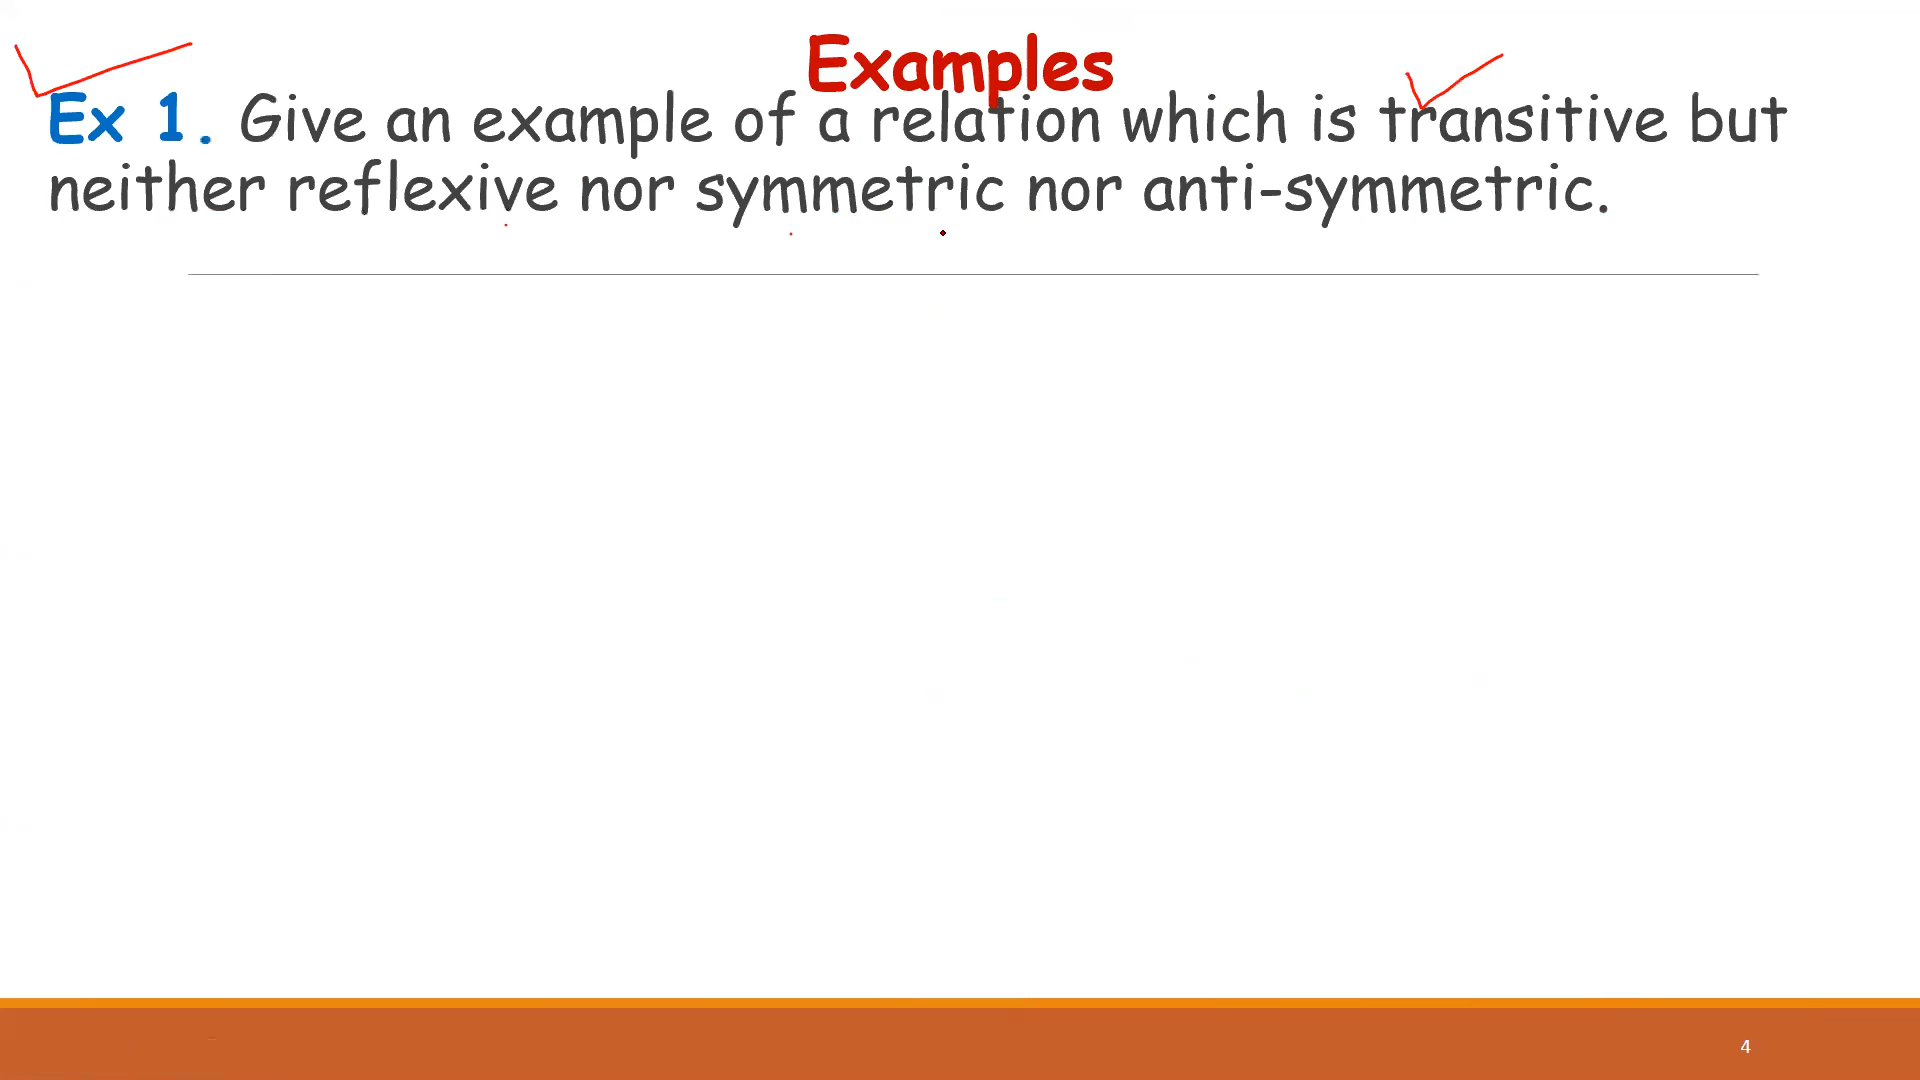 Examples
Ex 1. Give an example of a relation which is transitive but
neither reflexive nor symmetric nor anti-symmetric.
4